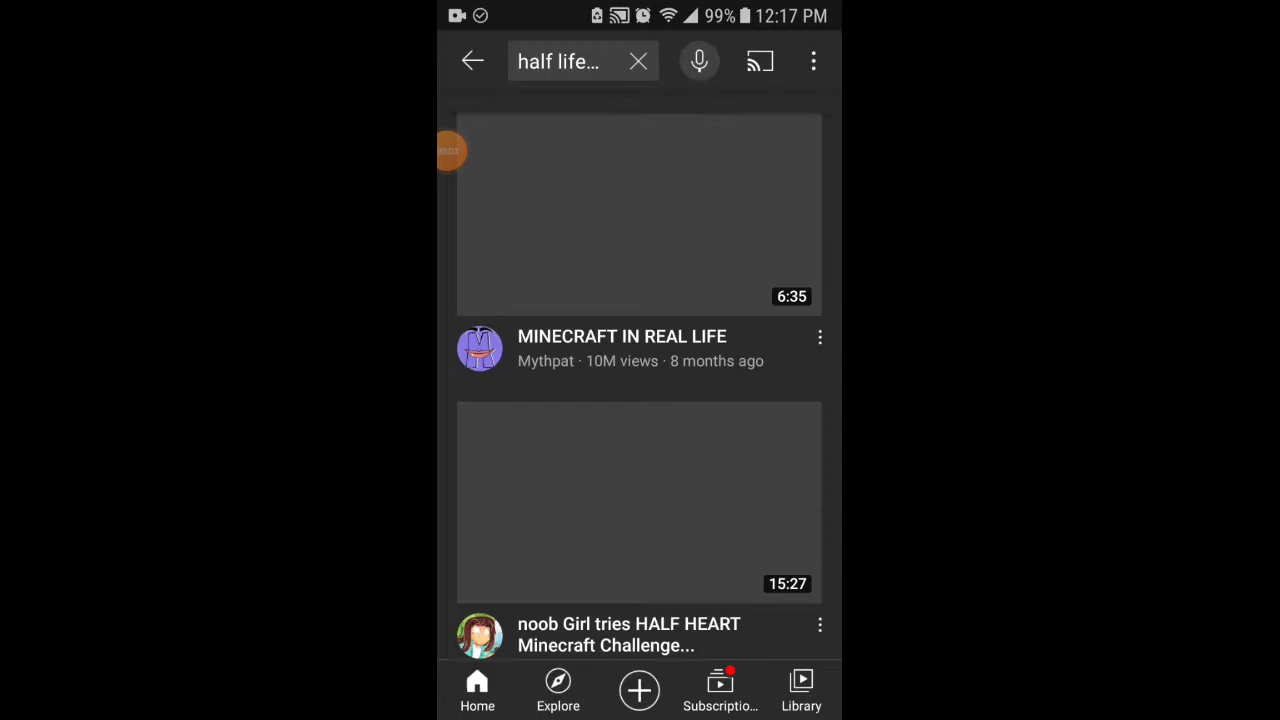 99% 12:17 PM
half life...
6:35
MINECRAFT IN REAL LIFE
Mythpat · 10M views · 8 months ago
15:27
noob Girl tries HALF HEART
Minecraft Challenge...
Home Explore Subscriptio... Library